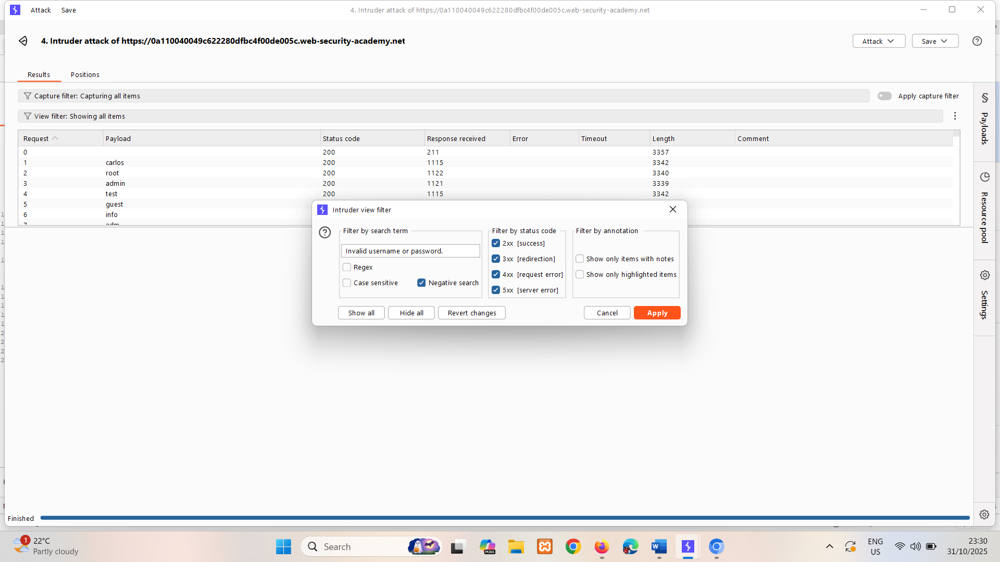 Attack Save
4. Intruder attack of https://0a110040049c622280dfbc4f00de005c.web-security-academy.net
4. Intruder attack of https://0a110040049c622280dfbc4f00de005c.web-security-academy.net
Attack Save
Results Positions
Capture filter: Capturing all items
Apply capture filter
View filter: Showing all items
Request Payload Status code Response received Error Timeout Length Comment
0 200 211 3357
1 carlos 200 1115 3342
2 root 200 1122 3340
3 admin 200 1121 3339
4 test 200 1115 3342
5 guest
6 info
7 adm
Intruder view filter
Filter by search term
Invalid username or password.
Regex
Case sensitive Negative search
Filter by status code
2xx [success]
3xx [redirection]
4xx [request error]
5xx [server error]
Filter by annotation
Show only items with notes
Show only highlighted items
Show all Hide all Revert changes Cancel Apply
Payloads
Resource pool
Settings
Finished
1
22°C
Partly cloudy
Search
M365
ENG
US
23:30
31/10/2025